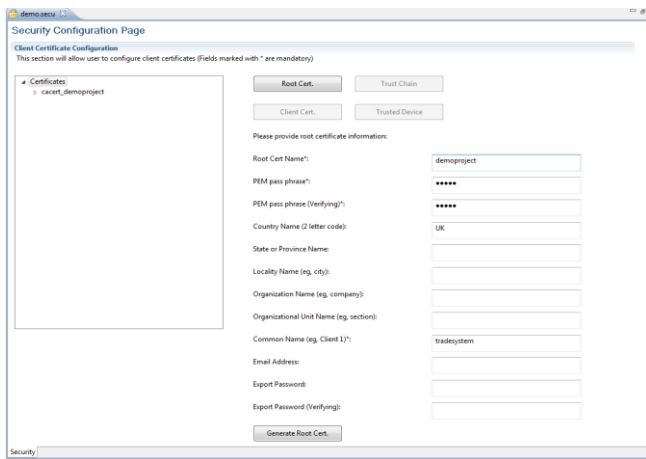 demo.secu
Security Configuration Page
Client Certificate Configuration
This section will allow user to configure client certificates (Fields marked with * are mandatory)
Certificates
cacert_demoproject
Root Cert.
Trust Chain
Client Cert.
Trusted Device
Please provide root certificate information:
Root Cert Name*:
demoproject
PEM pass phrase*:
•••••
PEM pass phrase (Verifying)*:
•••••
Country Name (2 letter code):
UK
State or Province Name:
Locality Name (eg, city):
Organization Name (eg, company):
Organizational Unit Name (eg, section):
Common Name (eg, Client 1)*:
tradesystem
Email Address:
Export Password:
Export Password (Verifying):
Generate Root Cert.
Security